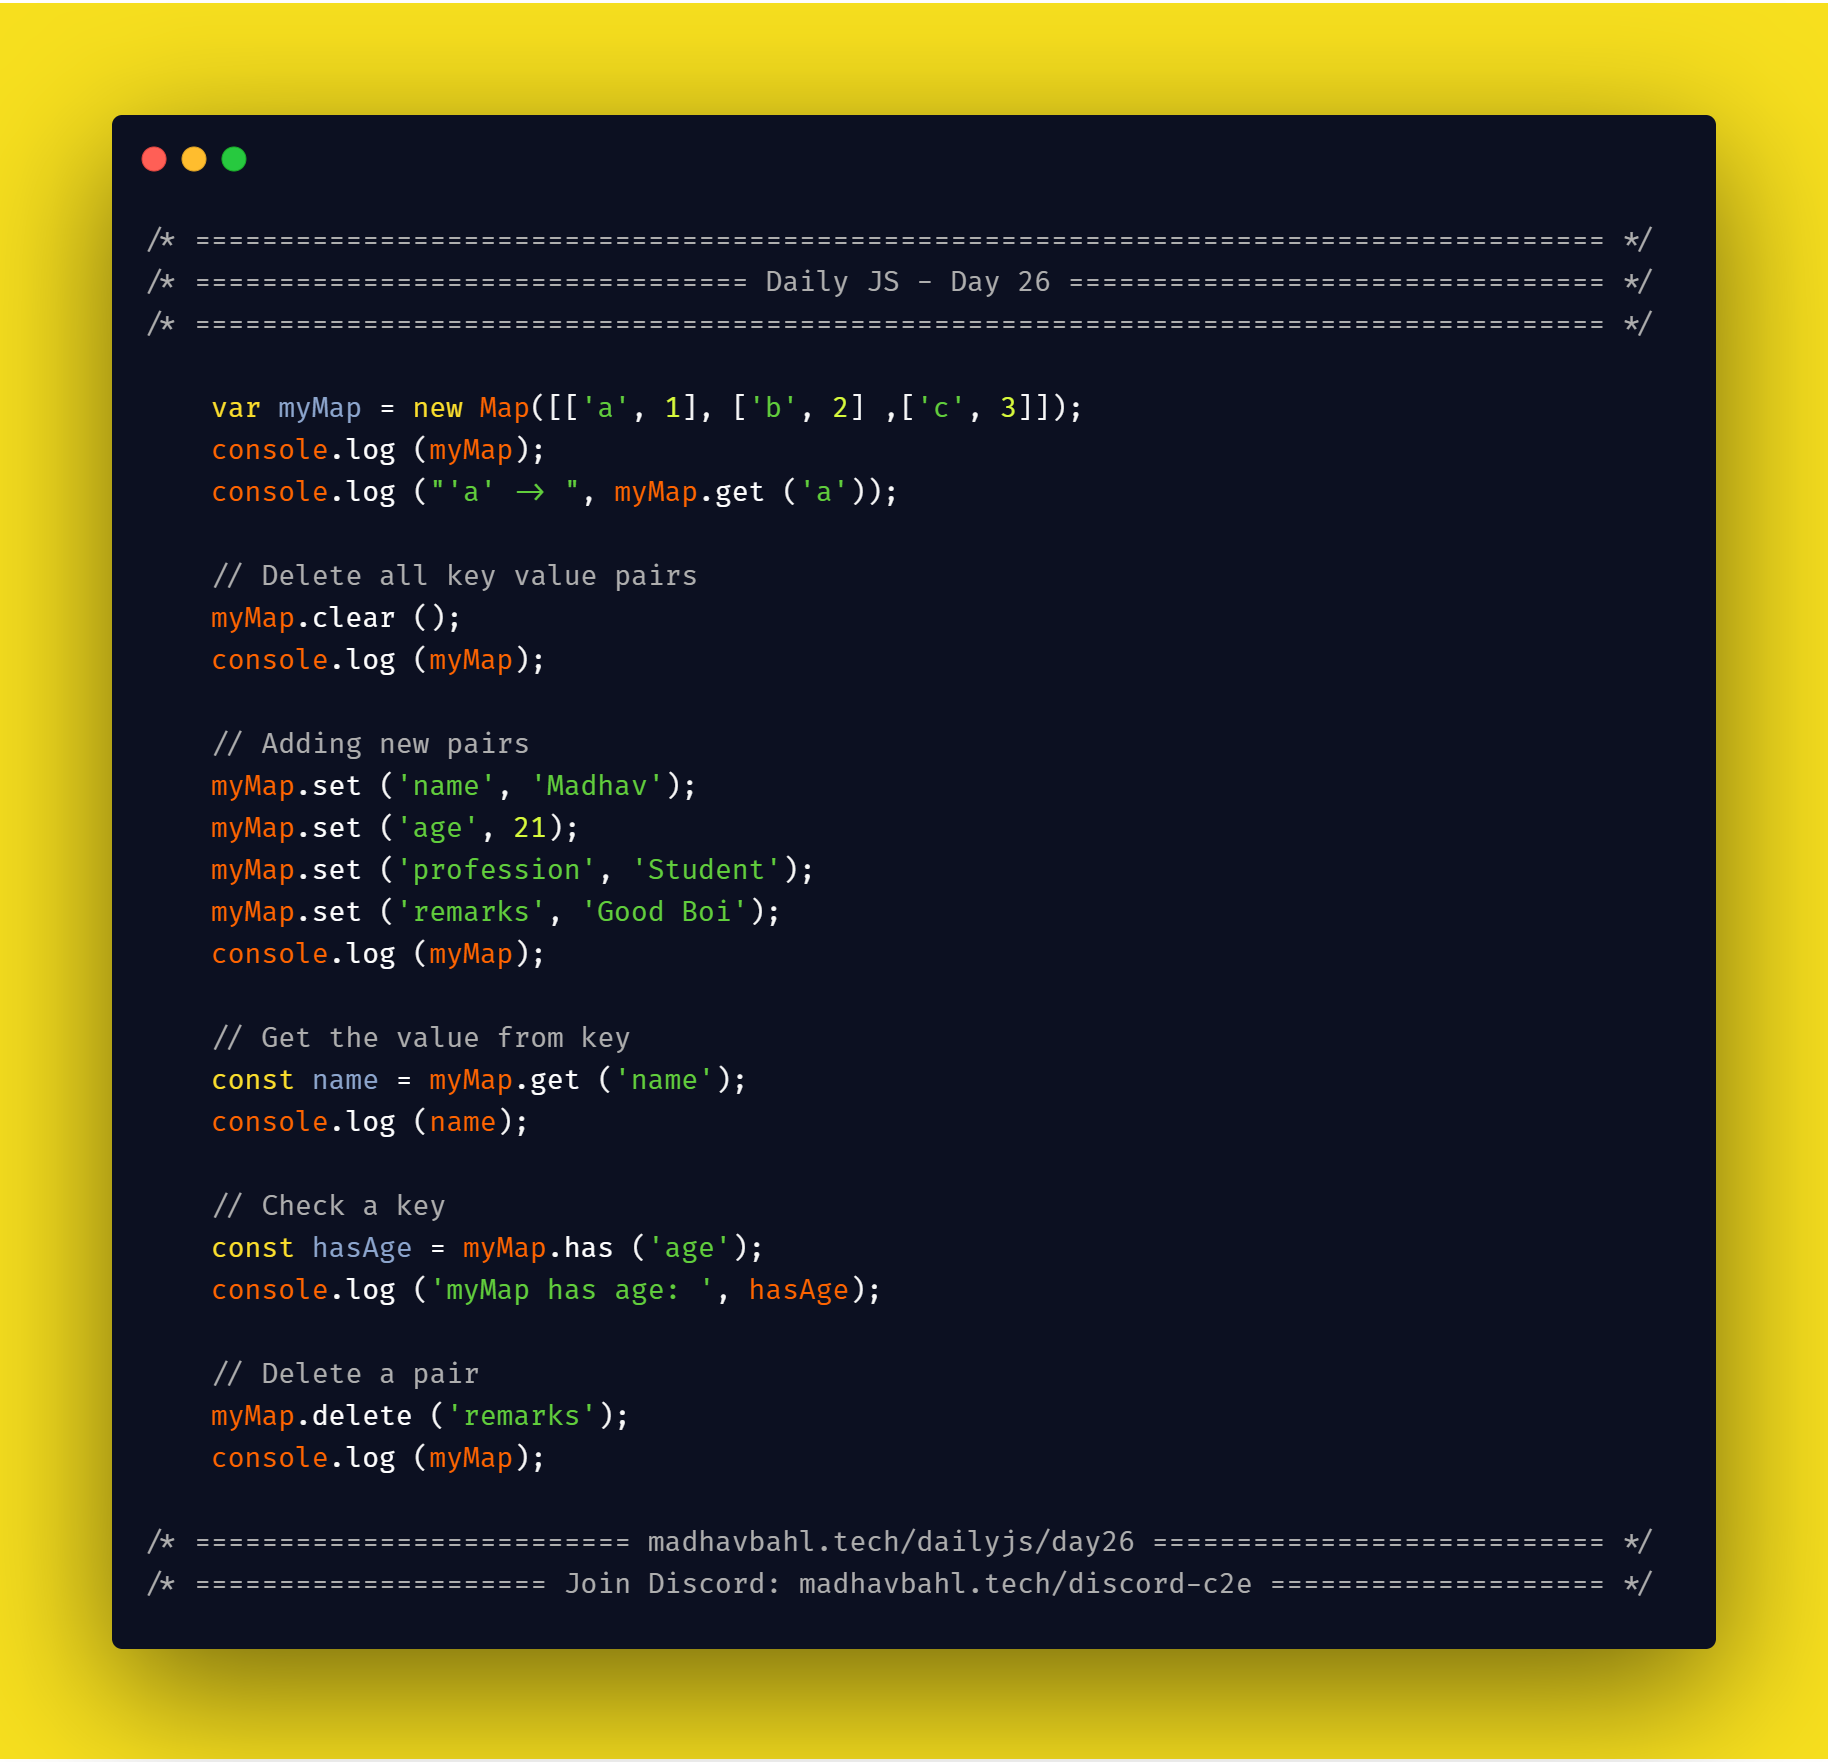 /* ==================================================================================== */
/* ================================= Daily JS - Day 26 ================================ */
/* ==================================================================================== */
var myMap = new Map([['a', 1], ['b', 2] ,['c', 3]]);
console.log (myMap);
console.log ("'a' -> ", myMap.get ('a'));
// Delete all key value pairs
myMap.clear ();
console.log (myMap);
// Adding new pairs
myMap.set ('name', 'Madhav');
myMap.set ('age', 21);
myMap.set ('profession', 'Student');
myMap.set ('remarks', 'Good Boi');
console.log (myMap);
// Get the value from key
const name = myMap.get ('name');
console.log (name);
// Check a key
const hasAge = myMap.has ('age');
console.log ('myMap has age: ', hasAge);
// Delete a pair
myMap.delete ('remarks');
console.log (myMap);
/* ========================== madhavbahl.tech/dailyjs/day26 =========================== */
/* ===================== Join Discord: madhavbahl.tech/discord-c2e ==================== */